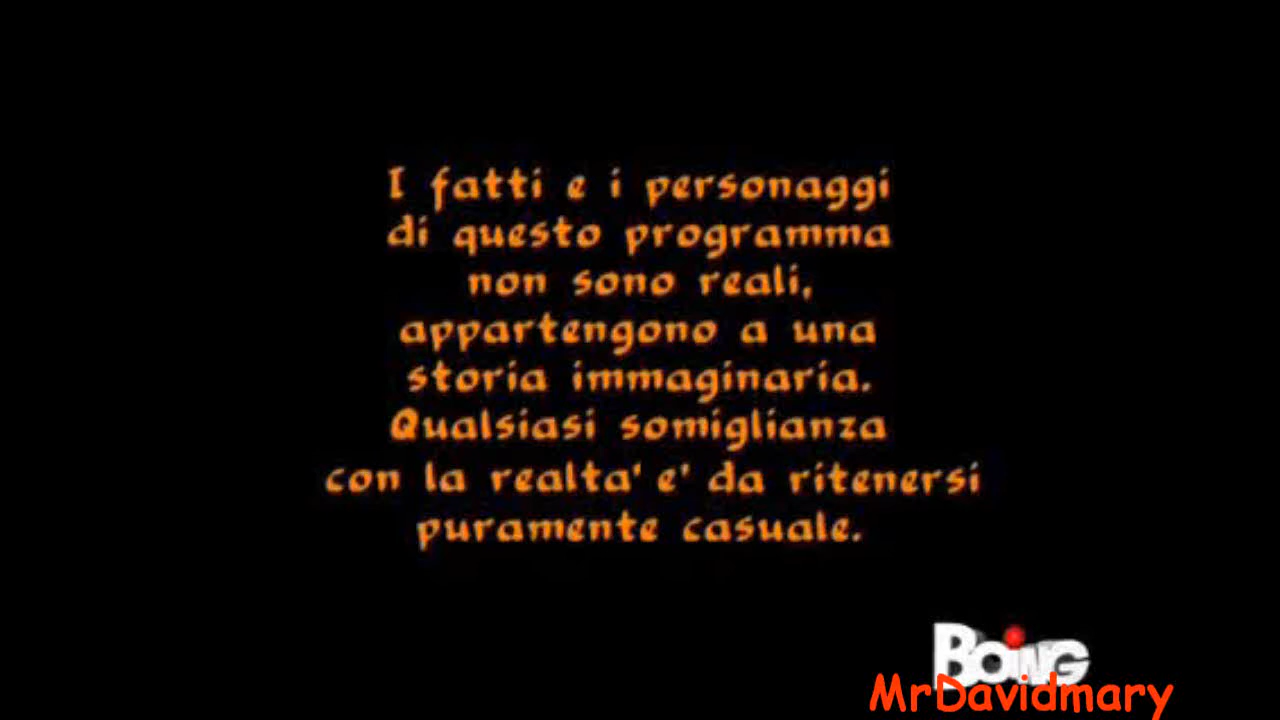 I fatti e i personaggi
di questo programma
non sono reali,
appartengono a una
storia immaginaria.
Qualsiasi somiglianza
con la realta' e' da ritenersi
puramente casuale.
BOiNG
MrDavidmary